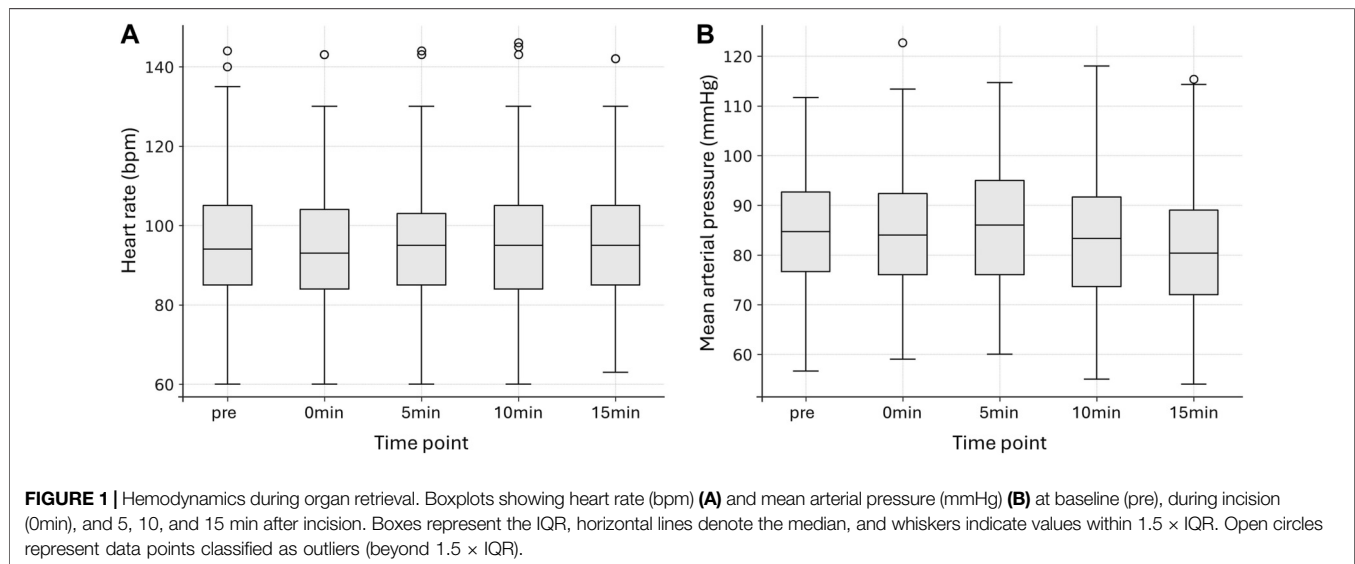 A
Heart rate (bpm)
140
120
100
80
60
pre 0min 5min 10min 15min
Time point
B
Mean arterial pressure (mmHg)
120
110
100
90
80
70
60
pre 0min 5min 10min 15min
Time point
FIGURE 1 | Hemodynamics during organ retrieval. Boxplots showing heart rate (bpm) (A) and mean arterial pressure (mmHg) (B) at baseline (pre), during incision
(0min), and 5, 10, and 15 min after incision. Boxes represent the IQR, horizontal lines denote the median, and whiskers indicate values within 1.5 × IQR. Open circles
represent data points classified as outliers (beyond 1.5 × IQR).